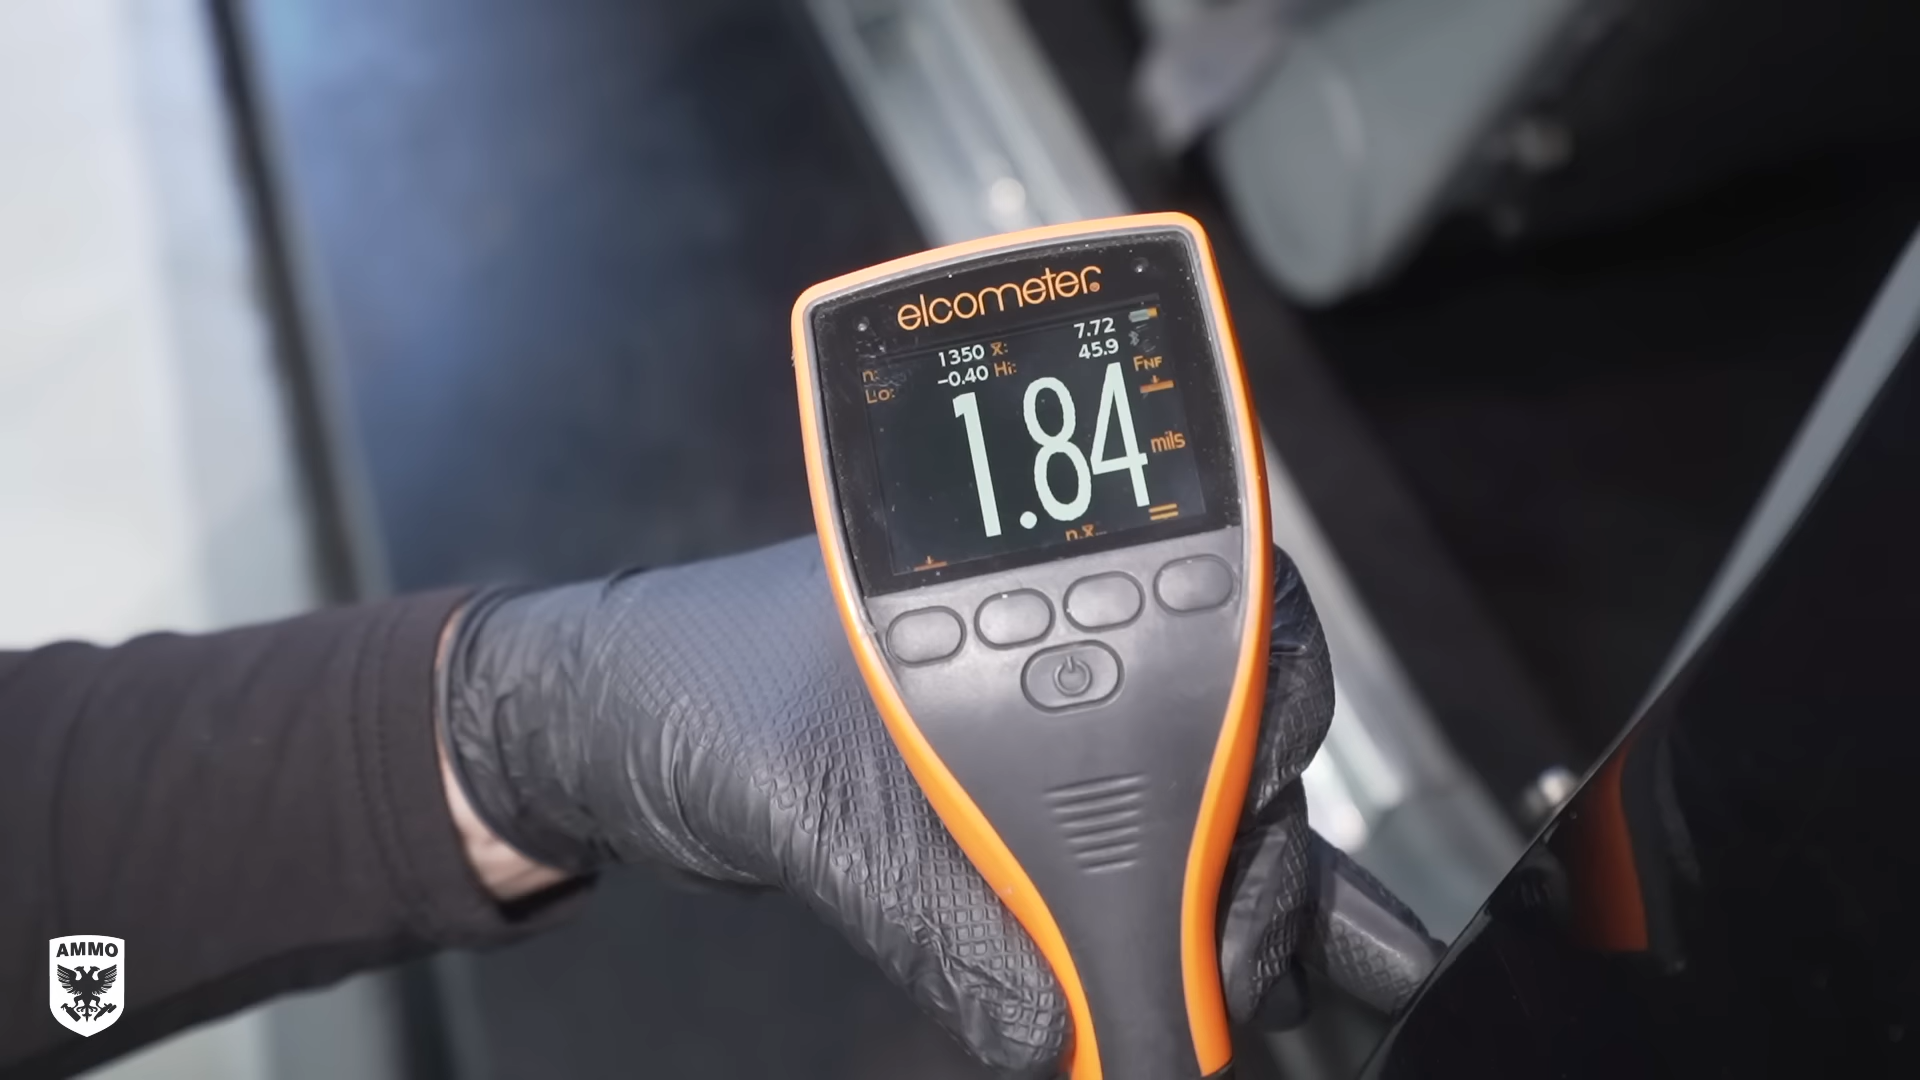 elcometer®
n: 1350 x̄: 7.72
Lo: -0.40 Hi: 45.9
FNF
1.84 mils
n.x̄...
AMMO